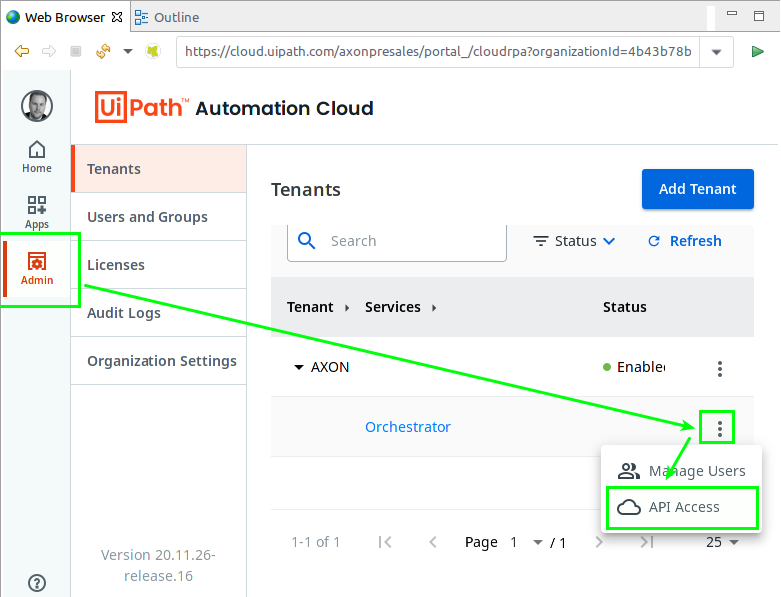 Web Browser
Outline
https://cloud.uipath.com/axonpresales/portal_/cloudrpa?organizationId=4b43b78b
UiPath™ Automation Cloud
Home
Apps
Admin
Tenants
Users and Groups
Licenses
Audit Logs
Organization Settings
Version 20.11.26-
release.16
Tenants
Add Tenant
Search
Status
Refresh
Tenant
Services
Status
AXON
Enabled
Orchestrator
Manage Users
API Access
1-1 of 1
Page 1 / 1
25